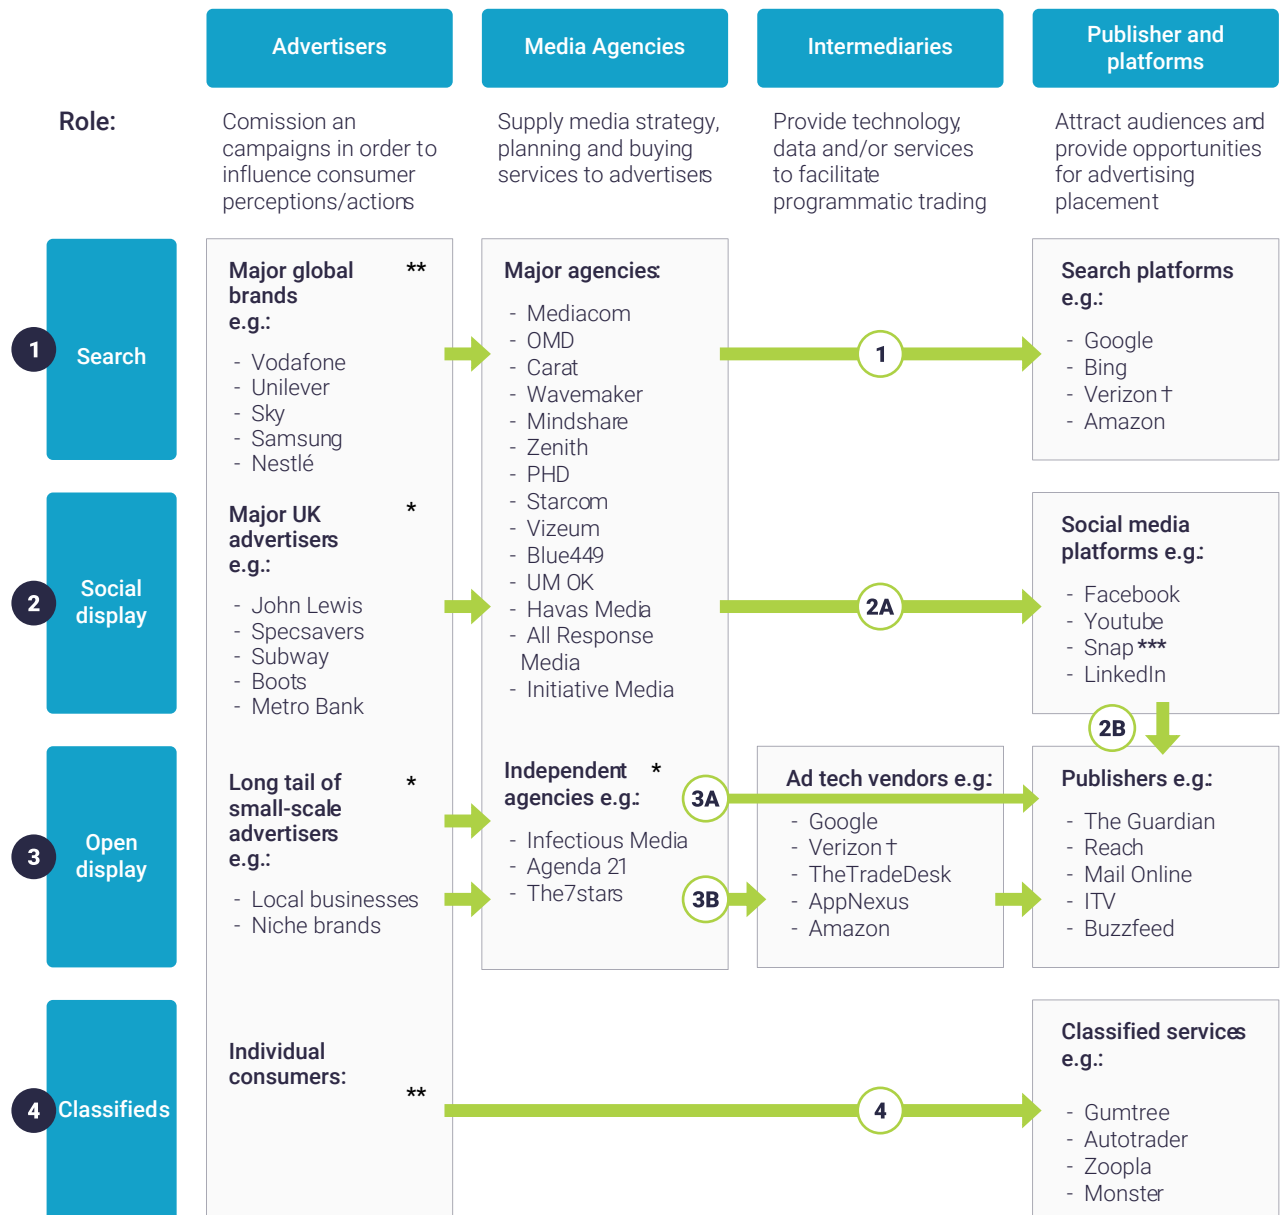 Advertisers
Media Agencies
Intermediaries
Publisher and
platforms
Role:
Comission an
campaigns in order to
influence consumer
perceptions/actions
Supply media strategy,
planning and buying
services to advertisers
Provide technology,
data and/or services
to facilitate
programmatic trading
Attract audiences and
provide opportunities
for advertising
placement
1
Search
Major global **
brands
e.g.:
- Vodafone
- Unilever
- Sky
- Samsung
- Nestlé
Major UK *
advertisers
e.g.:
- John Lewis
- Specsavers
- Subway
- Boots
- Metro Bank
Long tail of *
small-scale
advertisers
e.g.:
- Local businesses
- Niche brands
Individual
consumers:
**
Major agencies:
- Mediacom
- OMD
- Carat
- Wavemaker
- Mindshare
- Zenith
- PHD
- Starcom
- Vizeum
- Blue449
- UM OK
- Havas Media
- All Response
Media
- Initiative Media
Independent *
agencies e.g.:
- Infectious Media
- Agenda 21
- The7stars
1
Search platforms
e.g.:
- Google
- Bing
- Verizon †
- Amazon
2
Social
display
2A
Social media
platforms e.g.:
- Facebook
- Youtube
- Snap ***
- LinkedIn
2B
3
Open
display
3A
3B
Ad tech vendors e.g.:
- Google
- Verizon †
- TheTradeDesk
- AppNexus
- Amazon
Publishers e.g.:
- The Guardian
- Reach
- Mail Online
- ITV
- Buzzfeed
4
Classifieds
4
Classified services
e.g.:
- Gumtree
- Autotrader
- Zoopla
- Monster